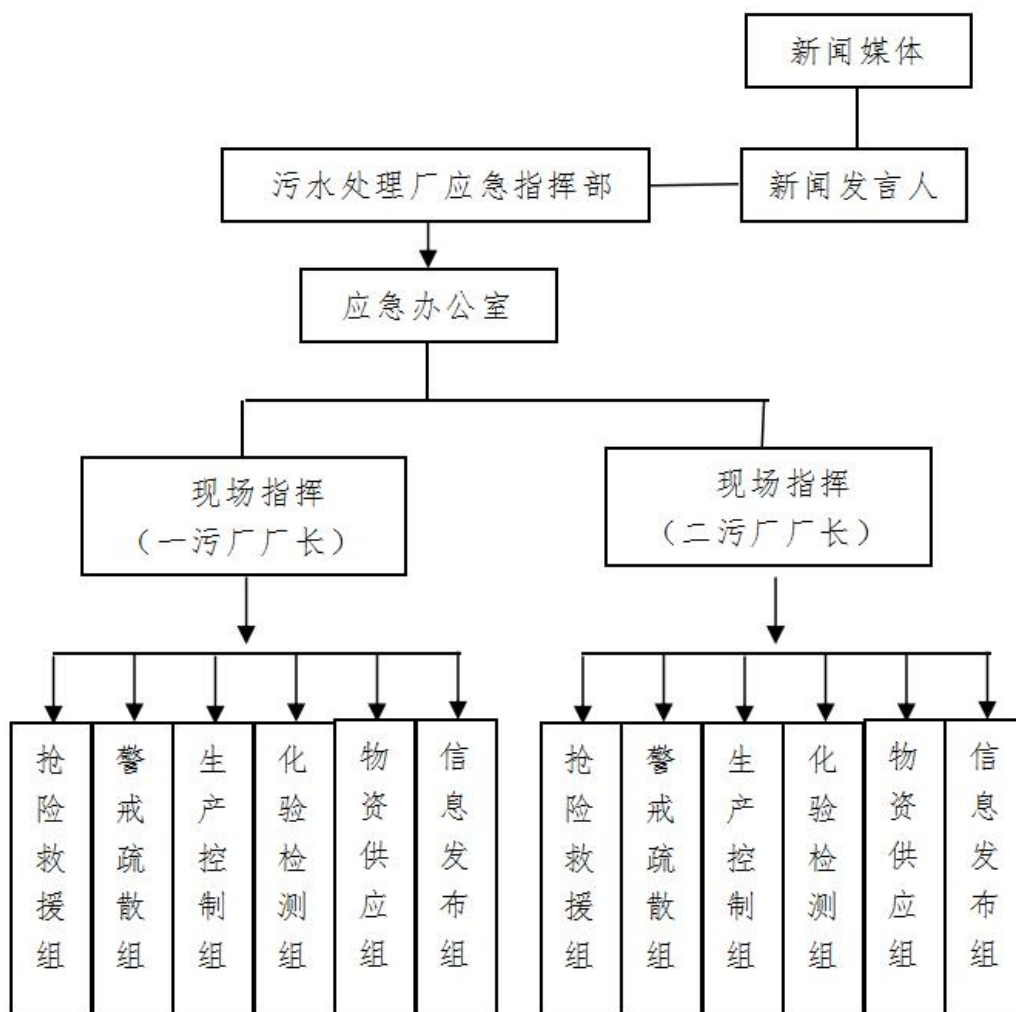 新闻媒体
污水处理厂应急指挥部
新闻发言人
应急办公室
现场指挥
（一污厂厂长）
现场指挥
（二污厂厂长）
抢险救援组
警戒疏散组
生产控制组
化验检测组
物资供应组
信息发布组
抢险救援组
警戒疏散组
生产控制组
化验检测组
物资供应组
信息发布组